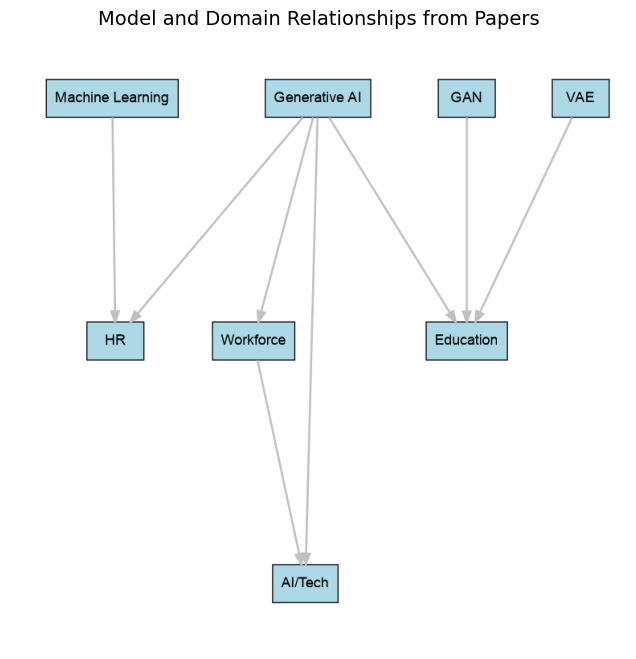 Model and Domain Relationships from Papers
Machine Learning
Generative AI
GAN
VAE
HR
Workforce
Education
AI/Tech